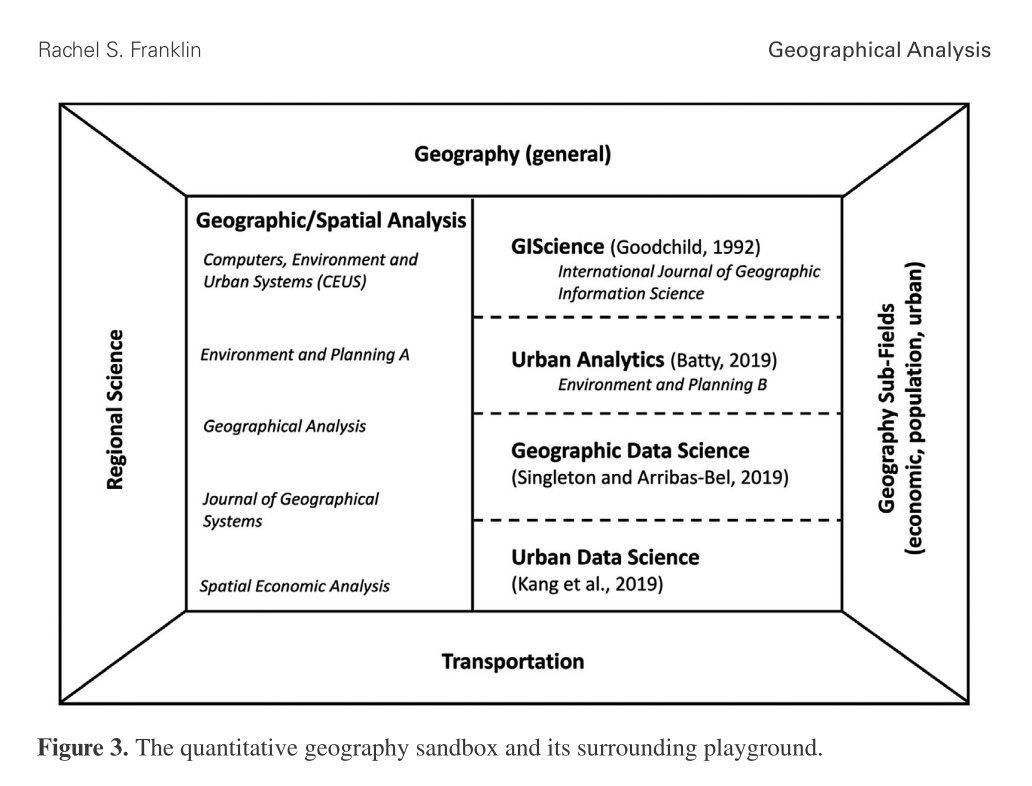 Rachel S. Franklin
Geographical Analysis
Geography (general)
Regional Science
Geographic/Spatial Analysis
Computers, Environment and
Urban Systems (CEUS)
Environment and Planning A
Geographical Analysis
Journal of Geographical
Systems
Spatial Economic Analysis
GIScience (Goodchild, 1992)
International Journal of Geographic
Information Science
Urban Analytics (Batty, 2019)
Environment and Planning B
Geographic Data Science
(Singleton and Arribas-Bel, 2019)
Urban Data Science
(Kang et al., 2019)
Geography Sub-Fields
(economic, population, urban)
Transportation
Figure 3. The quantitative geography sandbox and its surrounding playground.